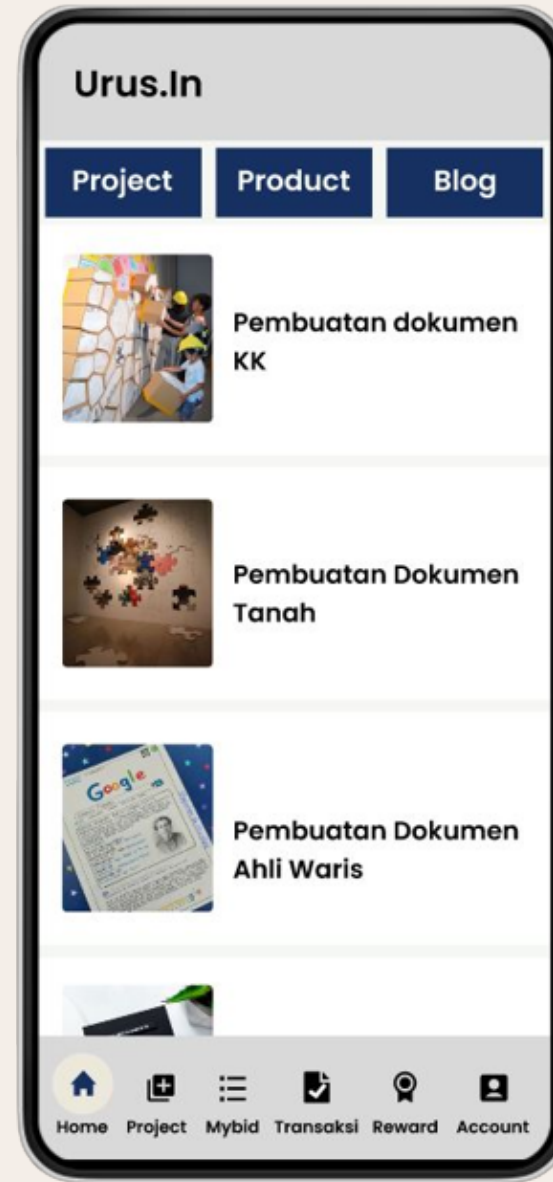 Urus.In
Project Product Blog
Pembuatan dokumen
KK
Pembuatan Dokumen
Tanah
Google
Pembuatan Dokumen
Ahli Waris
Home Project Mybid Transaksi Reward Account